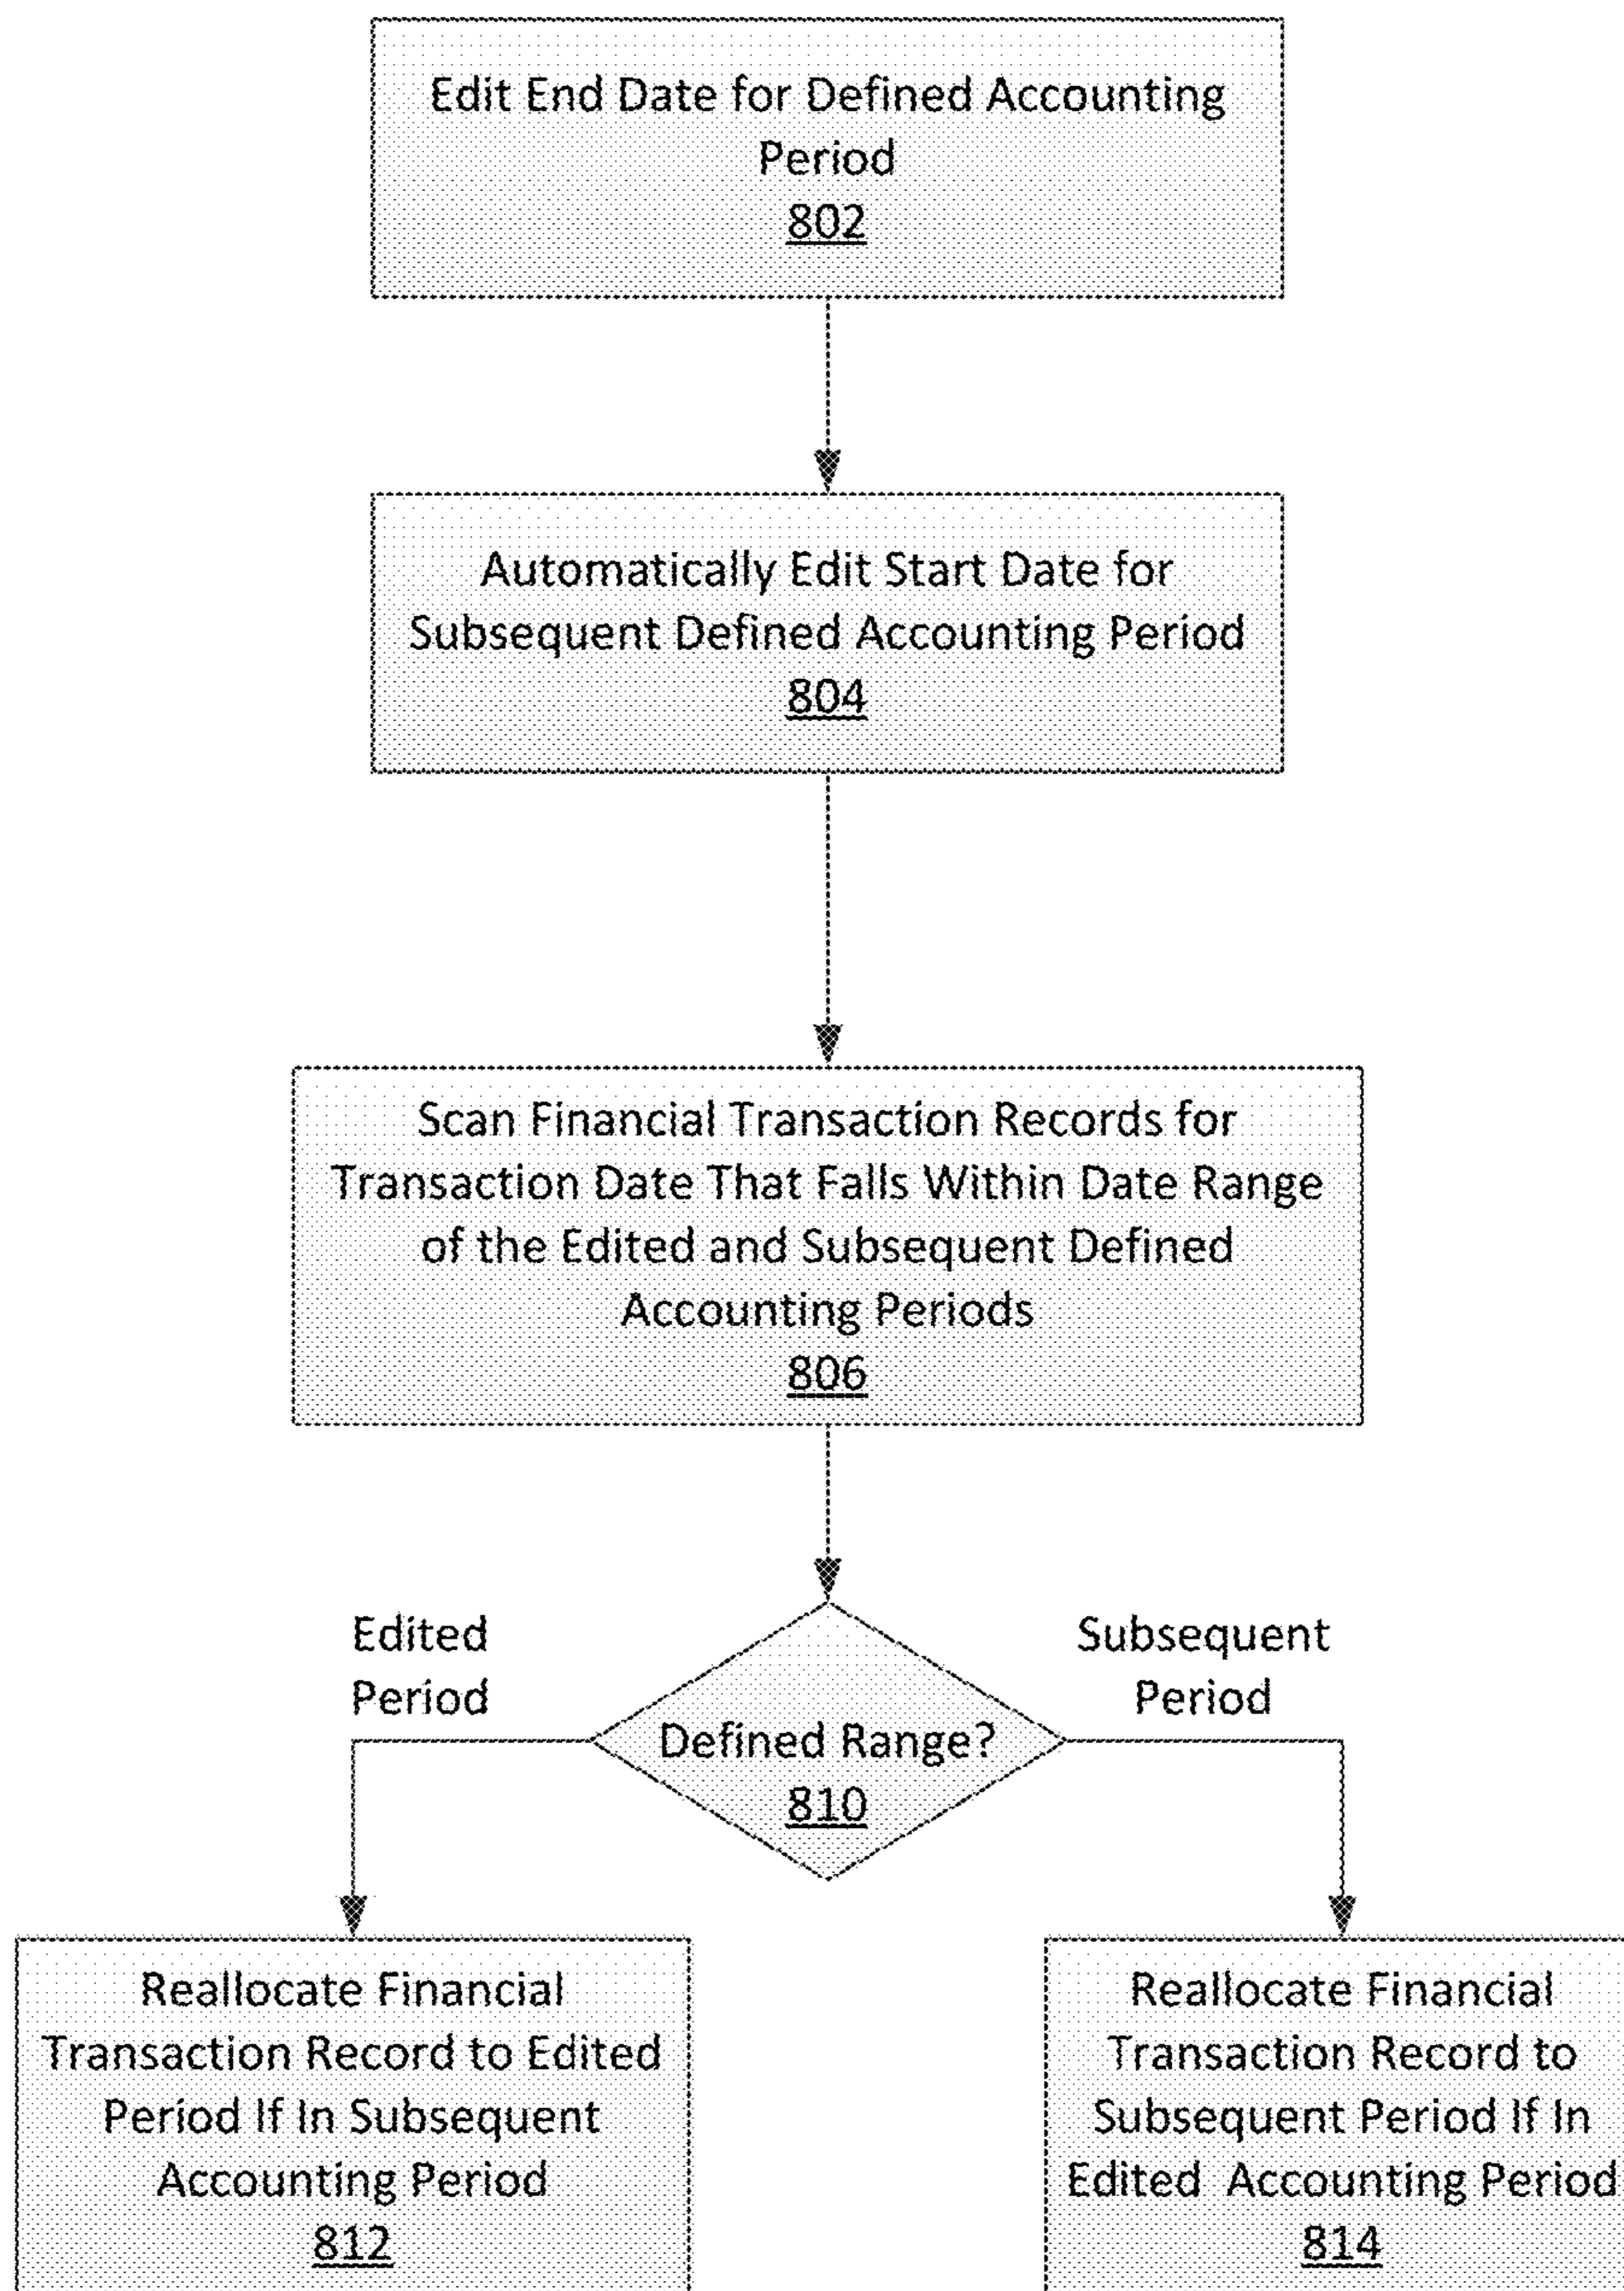 Edit End Date for Defined Accounting
Period
802
Automatically Edit Start Date for
Subsequent Defined Accounting Period
804
Scan Financial Transaction Records for
Transaction Date That Falls Within Date Range
of the Edited and Subsequent Defined
Accounting Periods
806
Edited
Period
Subsequent
Period
Defined Range?
810
Reallocate Financial
Transaction Record to Edited
Period If In Subsequent
Accounting Period
812
Reallocate Financial
Transaction Record to
Subsequent Period If In
Edited Accounting Period
814